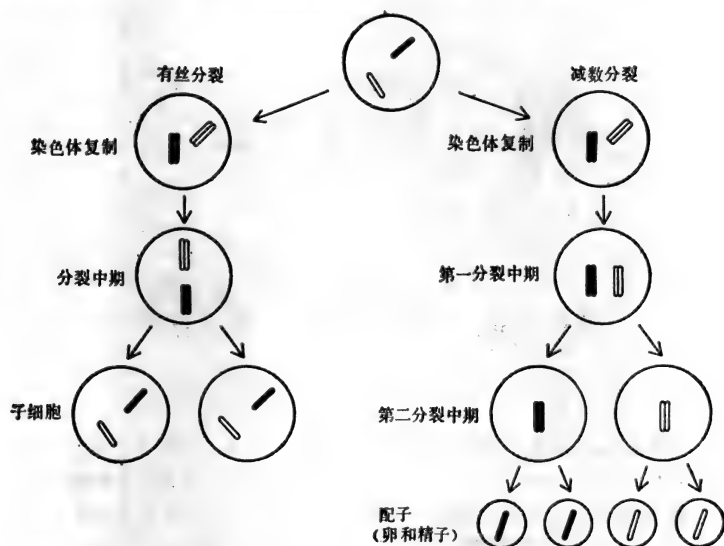 有丝分裂
减数分裂
染色体复制
染色体复制
分裂中期
第一分裂中期
子细胞
第二分裂中期
配子
(卵和精子)